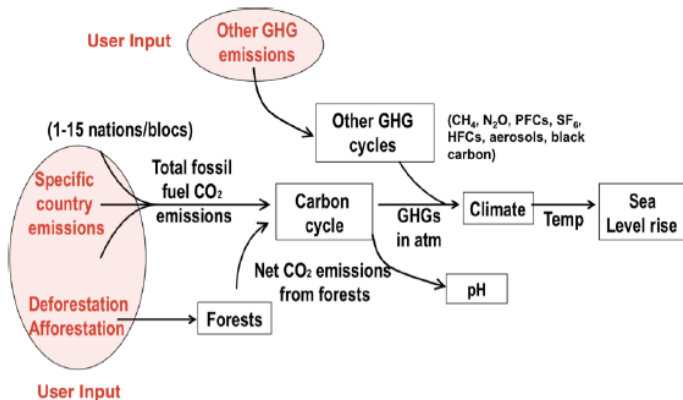 User Input
Other GHG
emissions
(1-15 nations/blocs)
Other GHG
cycles
(CH₄, N₂O, PFCs, SF₆,
HFCs, aerosols, black
carbon)
Specific
country
emissions
Total fossil
fuel CO₂
emissions
Carbon
cycle
GHGs
in atm
Climate
Temp
Sea
Level rise
Net CO₂ emissions
from forests
pH
Deforestation
Afforestation
Forests
User Input